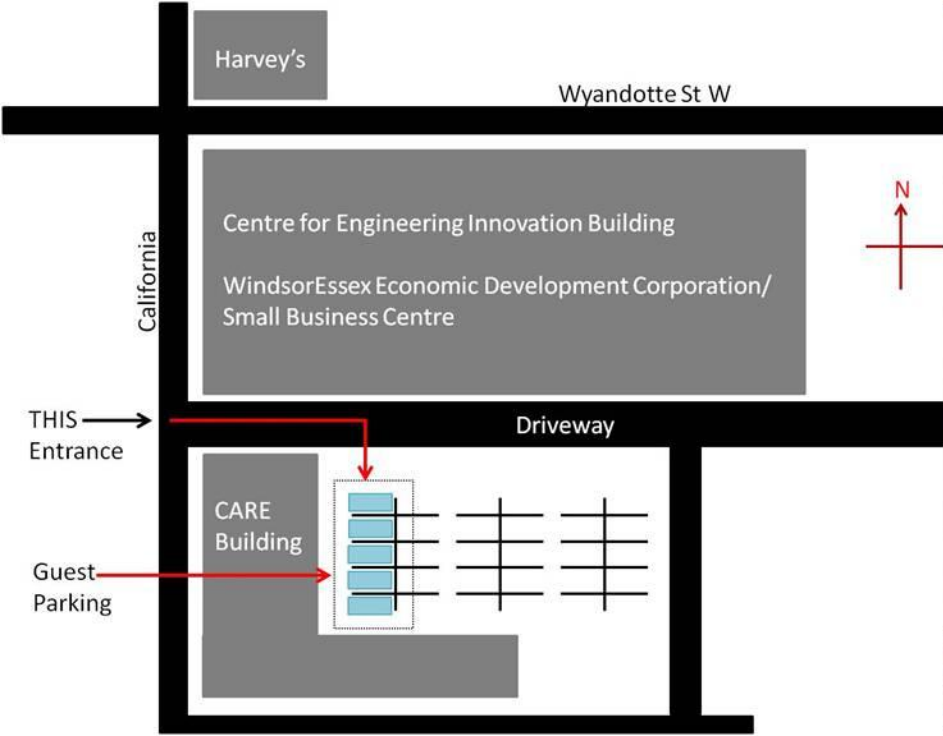 Harvey's
Wyandotte St W
N
Centre for Engineering Innovation Building
WindsorEssex Economic Development Corporation/
Small Business Centre
California
THIS
Entrance
Driveway
CARE
Building
Guest
Parking